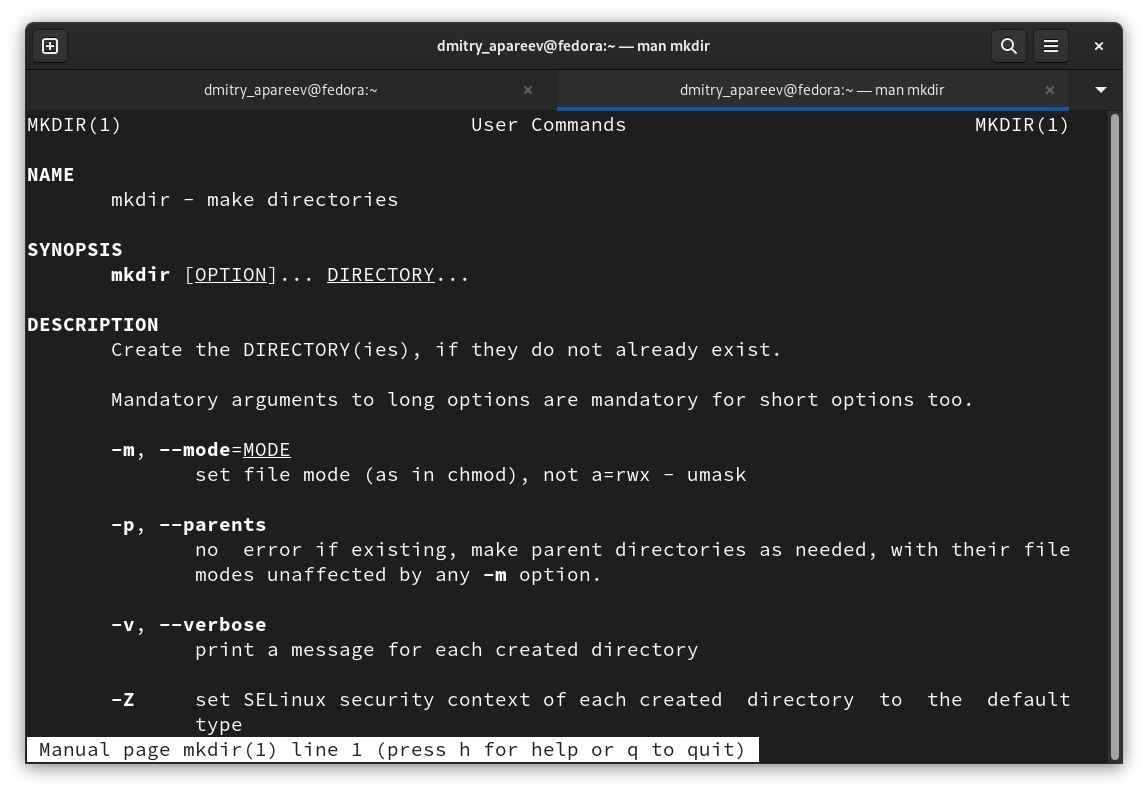 dmitry_apareev@fedora:~ — man mkdir
dmitry_apareev@fedora:~
dmitry_apareev@fedora:~ — man mkdir
MKDIR(1) User Commands MKDIR(1)
NAME
mkdir - make directories
SYNOPSIS
mkdir [OPTION]... DIRECTORY...
DESCRIPTION
Create the DIRECTORY(ies), if they do not already exist.
Mandatory arguments to long options are mandatory for short options too.
-m, --mode=MODE
set file mode (as in chmod), not a=rwx - umask
-p, --parents
no  error if existing, make parent directories as needed, with their file
modes unaffected by any -m option.
-v, --verbose
print a message for each created directory
-Z set SELinux security context of each created  directory  to  the  default
type
Manual page mkdir(1) line 1 (press h for help or q to quit)